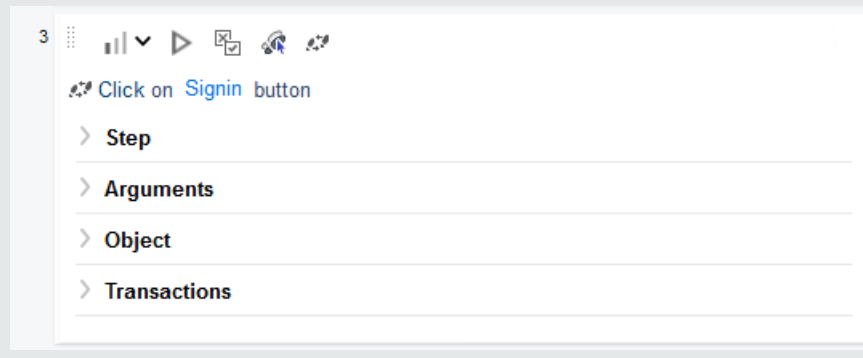 3
Click on Signin button
Step
Arguments
Object
Transactions